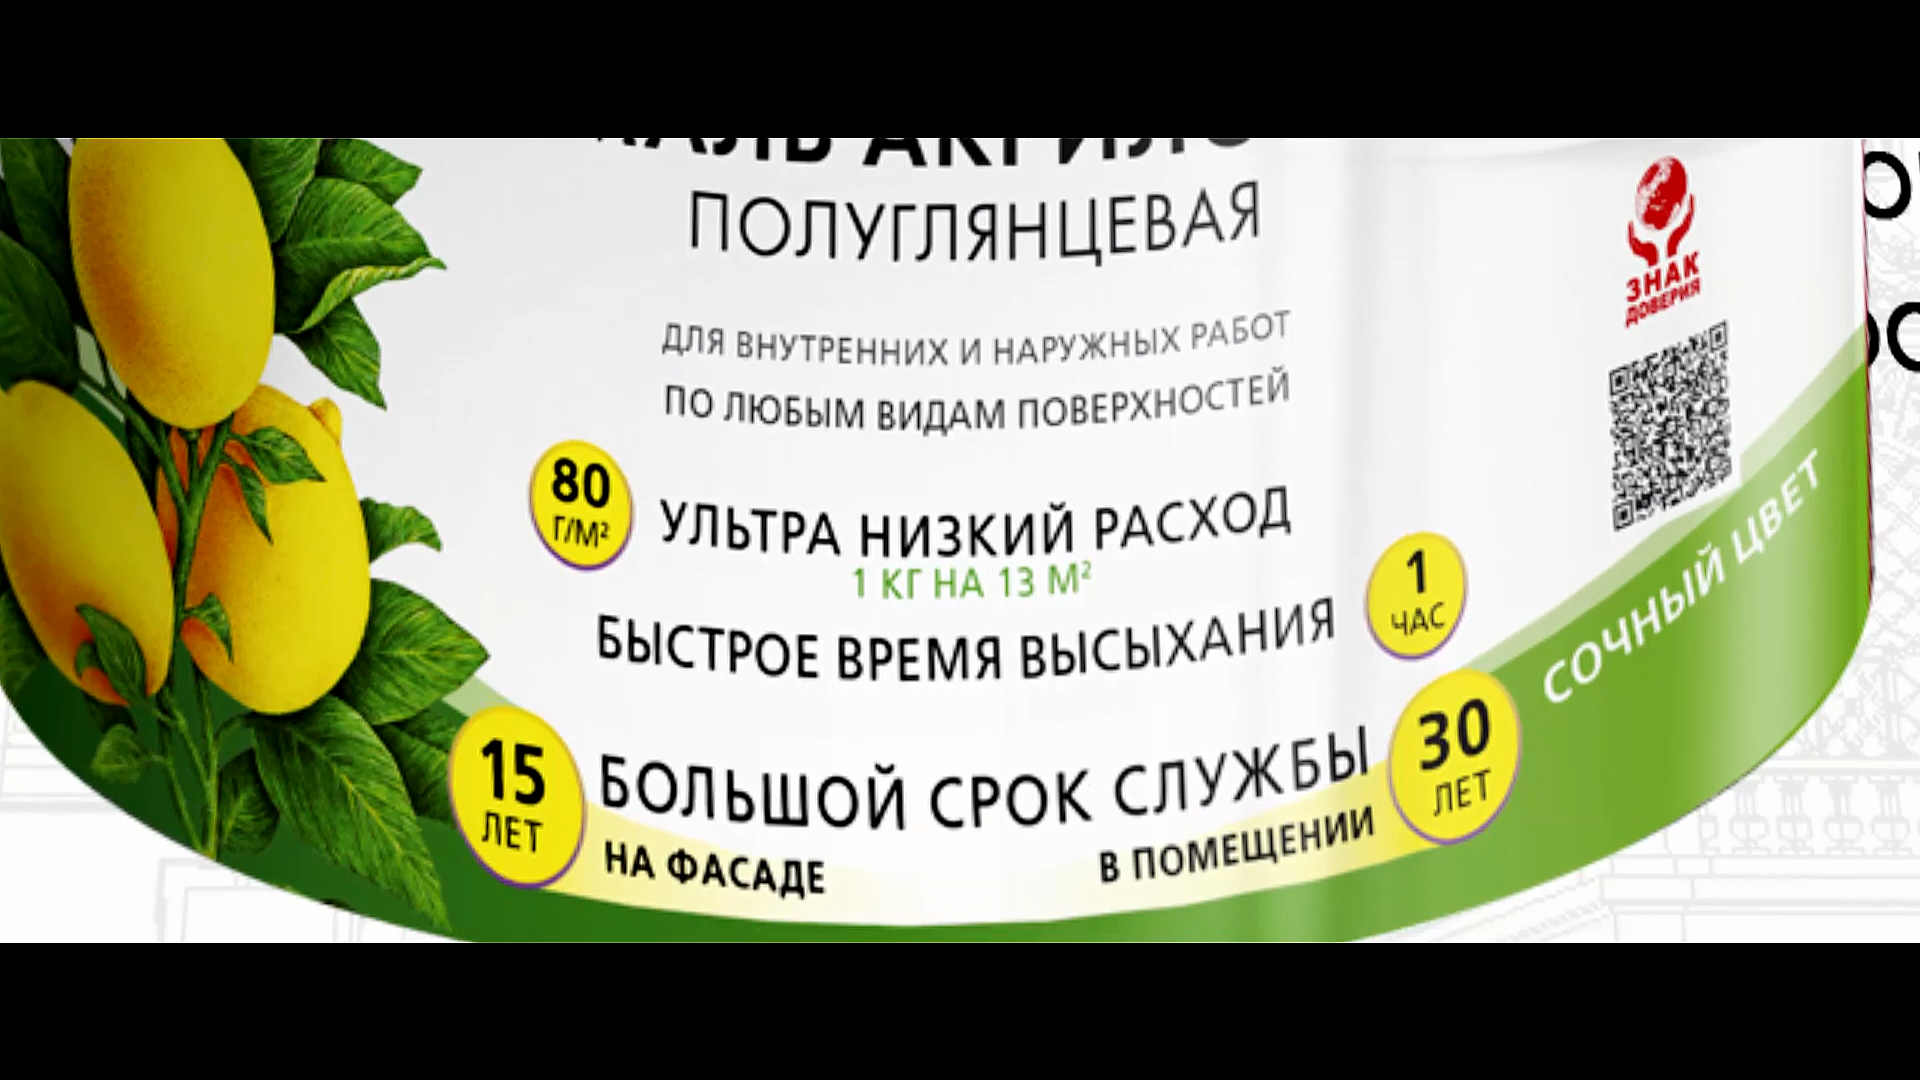 ПОЛУГЛЯНЦЕВАЯ
ДЛЯ ВНУТРЕННИХ И НАРУЖНЫХ РАБОТ
ПО ЛЮБЫМ ВИДАМ ПОВЕРХНОСТЕЙ
80
Г/М²
УЛЬТРА НИЗКИЙ РАСХОД
1 КГ НА 13 М²
БЫСТРОЕ ВРЕМЯ ВЫСЫХАНИЯ
1
ЧАС
15
ЛЕТ
БОЛЬШОЙ СРОК СЛУЖБЫ
НА ФАСАДЕ
В ПОМЕЩЕНИИ
30
ЛЕТ
ЗНАК
ДОВЕРИЯ
СОЧНЫЙ ЦВЕТ